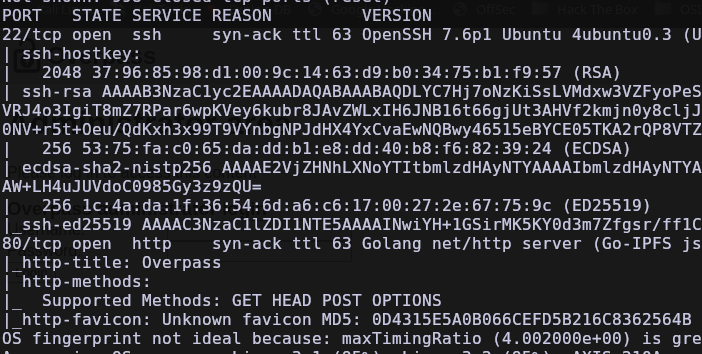 PORT STATE SERVICE REASON VERSION
22/tcp open ssh syn-ack ttl 63 OpenSSH 7.6p1 Ubuntu 4ubuntu0.3 (U
| ssh-hostkey:
| 2048 37:96:85:98:d1:00:9c:14:63:d9:b0:34:75:b1:f9:57 (RSA)
| ssh-rsa AAAAB3NzaC1yc2EAAAADAQABAAABAQDLYC7Hj7oNzKiSsLVMdxw3VZFyoPeS
VRJ4o3IgiT8mZ7RPar6wpKVey6kubr8JAvZWLxIH6JNB16t66gjUt3AHVf2kmjn0y8cljJ
0NV+r5t+Oeu/QdKxh3x99T9VYnbgNPJdHX4YxCvaEwNQBwy46515eBYCE05TKA2rQP8VTZ
| 256 53:75:fa:c0:65:da:dd:b1:e8:dd:40:b8:f6:82:39:24 (ECDSA)
| ecdsa-sha2-nistp256 AAAAE2VjZHNhLXNoYTItbmlzdHAyNTYAAAAIbmlzdHAyNTYA
AW+LH4uJUVdoC0985Gy3z9zQU=
| 256 1c:4a:da:1f:36:54:6d:a6:c6:17:00:27:2e:67:75:9c (ED25519)
|_ssh-ed25519 AAAAC3NzaC1lZDI1NTE5AAAAINwiYH+1GSirMK5KY0d3m7Zfgsr/ff1C
80/tcp open http syn-ack ttl 63 Golang net/http server (Go-IPFS js
|_http-title: Overpass
| http-methods:
|_ Supported Methods: GET HEAD POST OPTIONS
|_http-favicon: Unknown favicon MD5: 0D4315E5A0B066CEFD5B216C8362564B
OS fingerprint not ideal because: maxTimingRatio (4.002000e+00) is gre